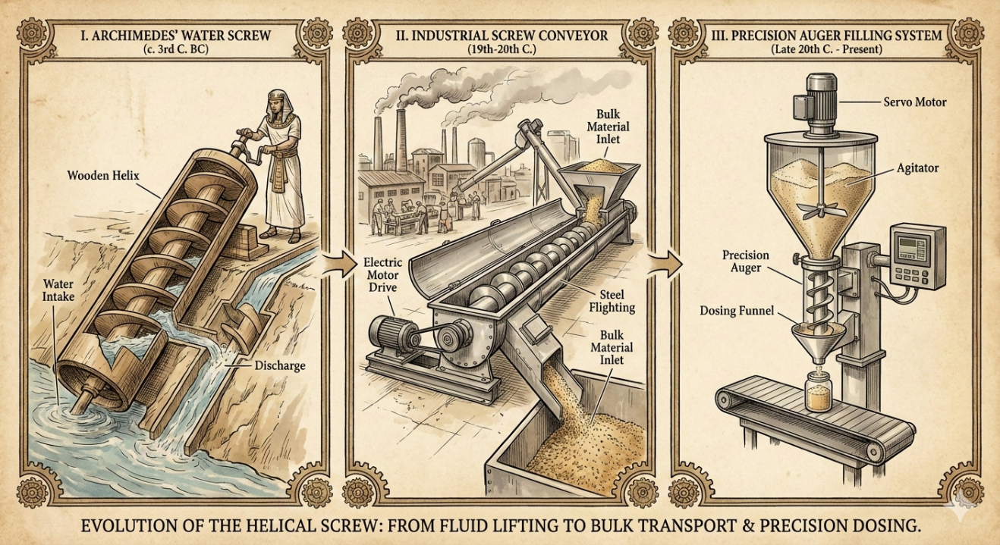 I. ARCHIMEDES' WATER SCREW
(c. 3rd C. BC)
Wooden Helix
Water
Intake
Discharge
II. INDUSTRIAL SCREW CONVEYOR
(19th-20th C.)
Bulk
Material
Inlet
Electric
Motor
Drive
Steel
Flighting
Bulk
Material
Inlet
III. PRECISION AUGER FILLING SYSTEM
(Late 20th C. - Present)
Servo Motor
Agitator
Precision
Auger
Dosing Funnel
EVOLUTION OF THE HELICAL SCREW: FROM FLUID LIFTING TO BULK TRANSPORT & PRECISION DOSING.